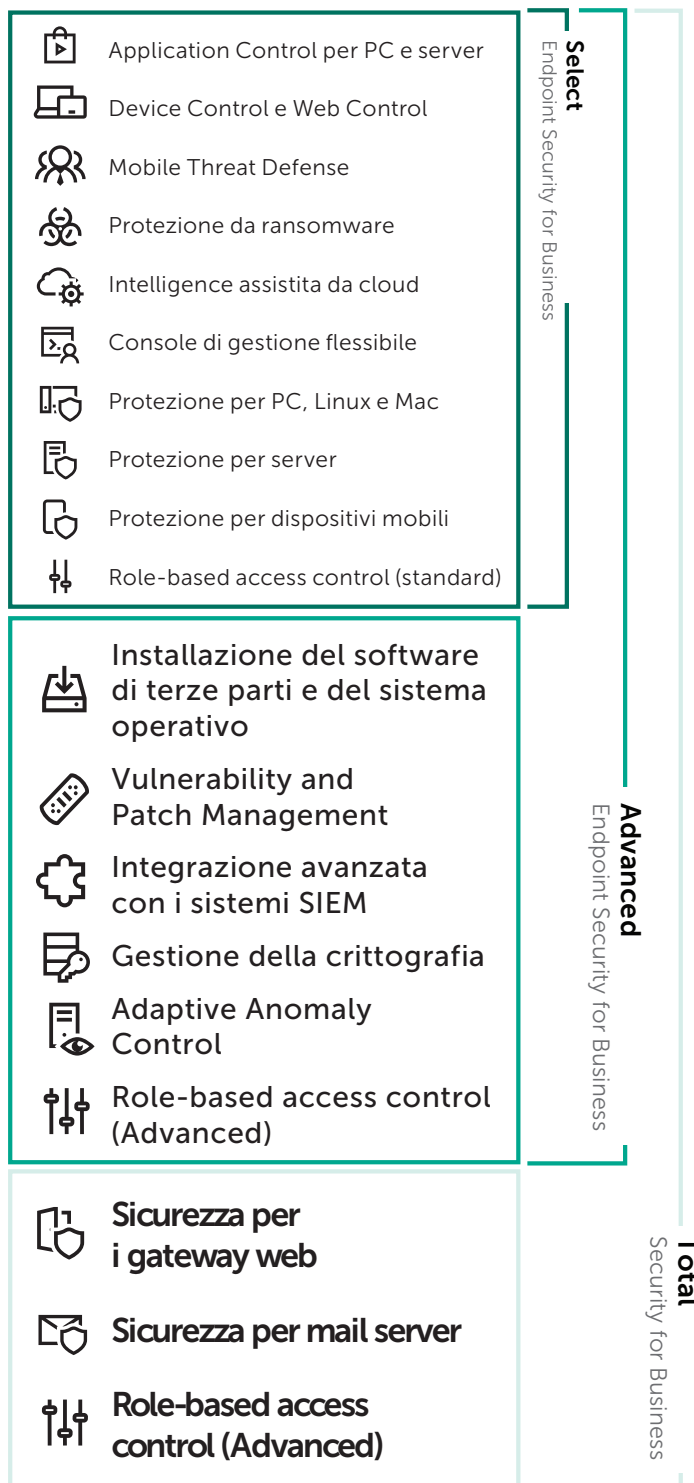 Application Control per PC e server
Device Control e Web Control
Mobile Threat Defense
Protezione da ransomware
Intelligence assistita da cloud
Console di gestione flessibile
Protezione per PC, Linux e Mac
Protezione per server
Protezione per dispositivi mobili
Role-based access control (standard)
Select
Endpoint Security for Business
Installazione del software
di terze parti e del sistema
operativo
Vulnerability and
Patch Management
Integrazione avanzata
con i sistemi SIEM
Gestione della crittografia
Adaptive Anomaly
Control
Role-based access control
(Advanced)
Advanced
Endpoint Security for Business
Sicurezza per
i gateway web
Sicurezza per mail server
Role-based access
control (Advanced)
Total
Security for Business